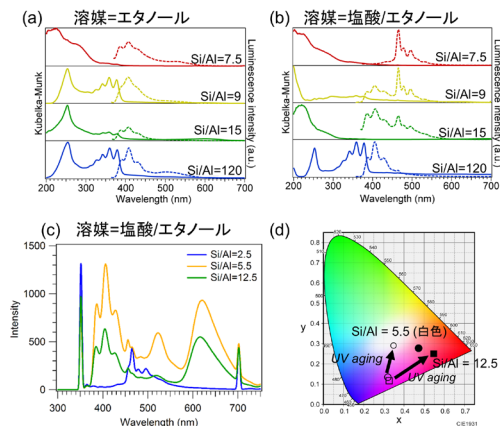 (a) 溶媒=エタノール
Si/Al=7.5
Si/Al=9
Si/Al=15
Si/Al=120
Kubelka-Munk
Luminescence intensity (a.u.)
200 300 400 500 600 700
Wavelength (nm)
(b) 溶媒=塩酸/エタノール
Si/Al=7.5
Si/Al=9
Si/Al=15
Si/Al=120
Kubelka-Munk
Luminescence intensity (a.u.)
200 300 400 500 600 700
Wavelength (nm)
(c) 溶媒=塩酸/エタノール
Si/Al=2.5
Si/Al=5.5
Si/Al=12.5
Intensity
1500
1000
500
0
300 400 500 600 700
Wavelength (nm)
(d)
y
0.8
0.7
0.6
0.5
0.4
0.3
0.2
0.1
0.0
Si/Al = 5.5 (白色)
UV aging
Si/Al = 12.5
UV aging
0.0 0.1 0.2 0.3 0.4 0.5 0.6 0.7
x
CIE1931